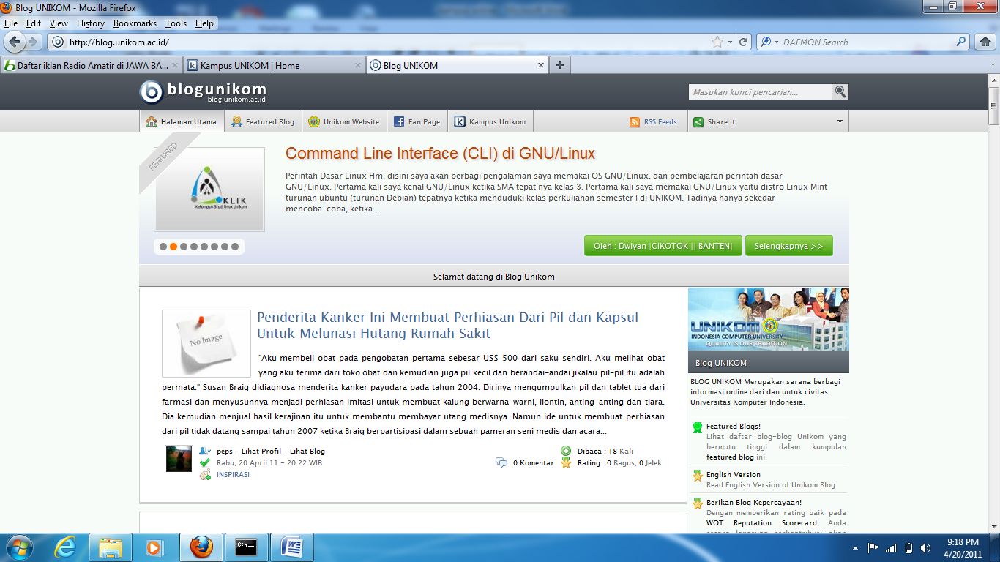 Blog UNIKOM - Mozilla Firefox
File Edit View History Bookmarks Tools Help
http://blog.unikom.ac.id/
DAEMON Search
Daftar iklan Radio Amatir di JAWA BA...
Kampus UNIKOM | Home
Blog UNIKOM
blogunikom
blog.unikom.ac.id
Masukan kunci pencarian...
Halaman Utama
Featured Blog
Unikom Website
Fan Page
Kampus Unikom
RSS Feeds
Share It
FEATURED
KLIK
Kelompok Studi linux Unikom
Command Line Interface (CLI) di GNU/Linux
Perintah Dasar Linux Hm, disini saya akan berbagi pengalaman saya memakai OS GNU/Linux. dan pembelajaran perintah dasar
GNU/Linux. Pertama kali saya kenal GNU/Linux ketika SMA tepat nya kelas 3. Pertama kali saya memakai GNU/Linux yaitu distro Linux Mint
turunan ubuntu (turunan Debian) tepatnya ketika menduduki kelas perkuliahan semester I di UNIKOM. Tadinya hanya sekedar
mencoba-coba, ketika...
Oleh : Dwiyan |CIKOTOK || BANTEN|
Selengkapnya >>
Selamat datang di Blog Unikom
No Image
Penderita Kanker Ini Membuat Perhiasan Dari Pil dan Kapsul
Untuk Melunasi Hutang Rumah Sakit
"Aku membeli obat pada pengobatan pertama sebesar US$ 500 dari saku sendiri. Aku melihat obat
yang aku terima dari toko obat dan kemudian juga pil kecil dan berandai-andai jikalau pil-pil itu adalah
permata." Susan Braig didiagnosa menderita kanker payudara pada tahun 2004. Dirinya mengumpulkan pil dan tablet tua dari
farmasi dan menyusunnya menjadi perhiasan imitasi untuk membuat kalung berwarna-warni, liontin, anting-anting dan tiara.
Dia kemudian menjual hasil kerajinan itu untuk membantu membayar utang medisnya. Namun ide untuk membuat perhiasan
dari pil tidak datang sampai tahun 2007 ketika Braig berpartisipasi dalam sebuah pameran seni medis dan acara...
peps · Lihat Profil · Lihat Blog
Rabu, 20 April 11 - 20:22 WIB
INSPIRASI
0 Komentar
Dibaca : 18 Kali
Rating : 0 Bagus, 0 Jelek
UNIKOM
INDONESIA COMPUTER UNIVERSITY
QUALITY IS OUR TRADITION
Blog UNIKOM
BLOG UNIKOM Merupakan sarana berbagi
informasi online dari dan untuk civitas
Universitas Komputer Indonesia.
Featured Blogs!
Lihat daftar blog-blog Unikom yang
bermutu tinggi dalam kumpulan
featured blog ini.
English Version
Read English Version of Unikom Blog
Berikan Blog Kepercayaan!
Dengan memberikan rating baik pada
WOT Reputation Scorecard Anda
9:18 PM
4/20/2011